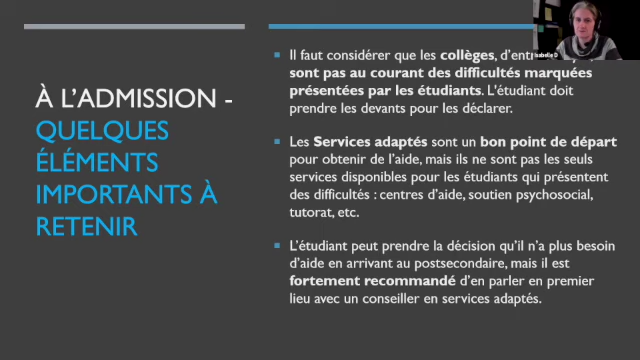 À L'ADMISSION -
QUELQUES
ÉLÉMENTS
IMPORTANTS À
RETENIR
Il faut considérer que les collèges, d'entr
sont pas au courant des difficultés marquées
présentées par les étudiants. L'étudiant doit
prendre les devants pour les déclarer.
Les Services adaptés sont un bon point de départ
pour obtenir de l'aide, mais ils ne sont pas les seuls
services disponibles pour les étudiants qui présentent
des difficultés : centres d'aide, soutien psychosocial,
tutorat, etc.
L'étudiant peut prendre la décision qu'il n'a plus besoin
d'aide en arrivant au postsecondaire, mais il est
fortement recommandé d'en parler en premier
lieu avec un conseiller en services adaptés.
Isabelle D